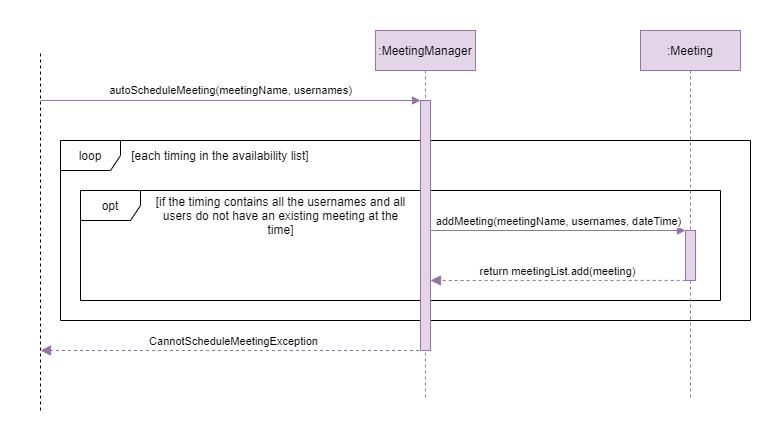 :MeetingManager
:Meeting
autoScheduleMeeting(meetingName, usernames)
loop
[each timing in the availability list]
opt
[if the timing contains all the usernames and all
users do not have an existing meeting at the
time]
addMeeting(meetingName, usernames, dateTime)
return meetingList.add(meeting)
CannotScheduleMeetingException